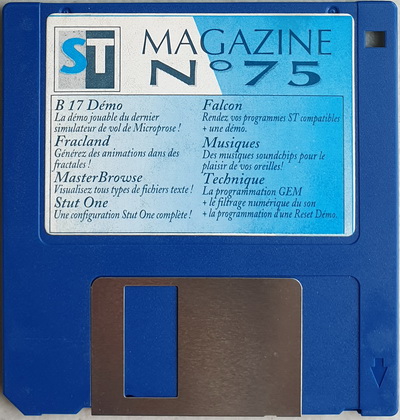 ST MAGAZINE
N°75
B 17 Démo
La démo jouable du dernier
simulateur de vol de Microprose !
Fracland
Générez des animations dans des
fractales !
MasterBrowse
Visualisez tous types de fichiers texte !
Stut One
Une configuration Stut One complète !
Falcon
Rendez vos programmes ST compatibles
+ une démo.
Musiques
Des musiques soundchips pour le
plaisir de vos oreilles!
Technique
La programmation GEM
+ le filtrage numérique du son
+ la programmation d'une Reset Démo.